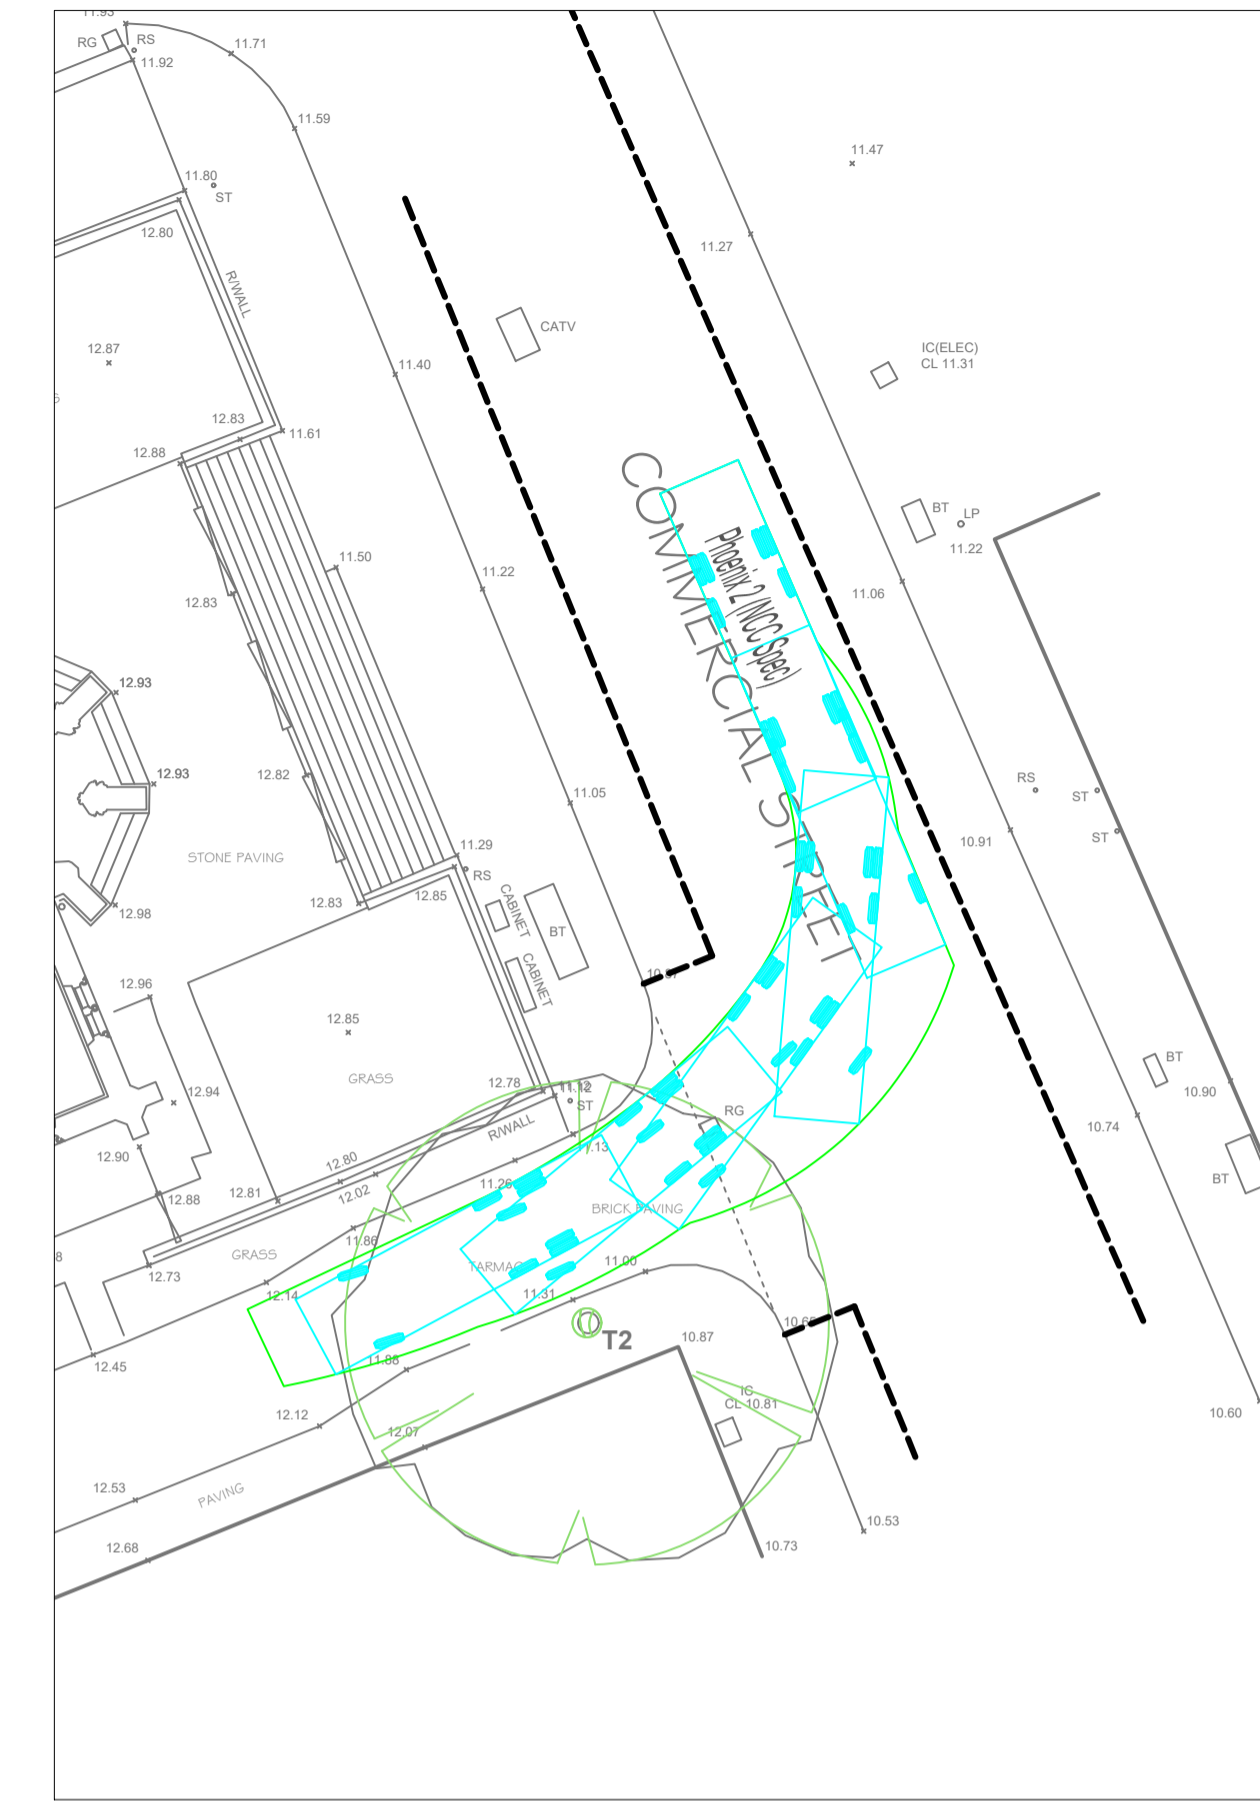 11.93
RG
RS
11.92
11.71
11.59
11.47
11.80
ST
12.80
11.27
R/WALL
CATV
12.87
IC(ELEC)
CL 11.31
11.40
12.83
11.61
12.88
COMMERCIAL STREET
Phoenix 2 (NCC Spec)
BT
LP
11.22
11.50
11.22
11.06
12.83
12.93
12.93
12.82
11.05
RS
ST
ST
10.91
STONE PAVING
11.29
RS
12.85
12.83
CABINET
BT
CABINET
12.98
12.96
12.85
GRASS
12.94
12.78
11.12
ST
R/WALL
RG
BT
10.90
10.74
12.90
12.80
12.88
12.81
12.02
11.26
BRICK PAVING
BT
11.86
GRASS
12.73
TARMAC
11.00
12.14
11.31
T2
10.87
12.45
11.88
IC
CL 10.81
10.60
12.12
12.07
12.53
PAVING
12.68
10.53
10.73